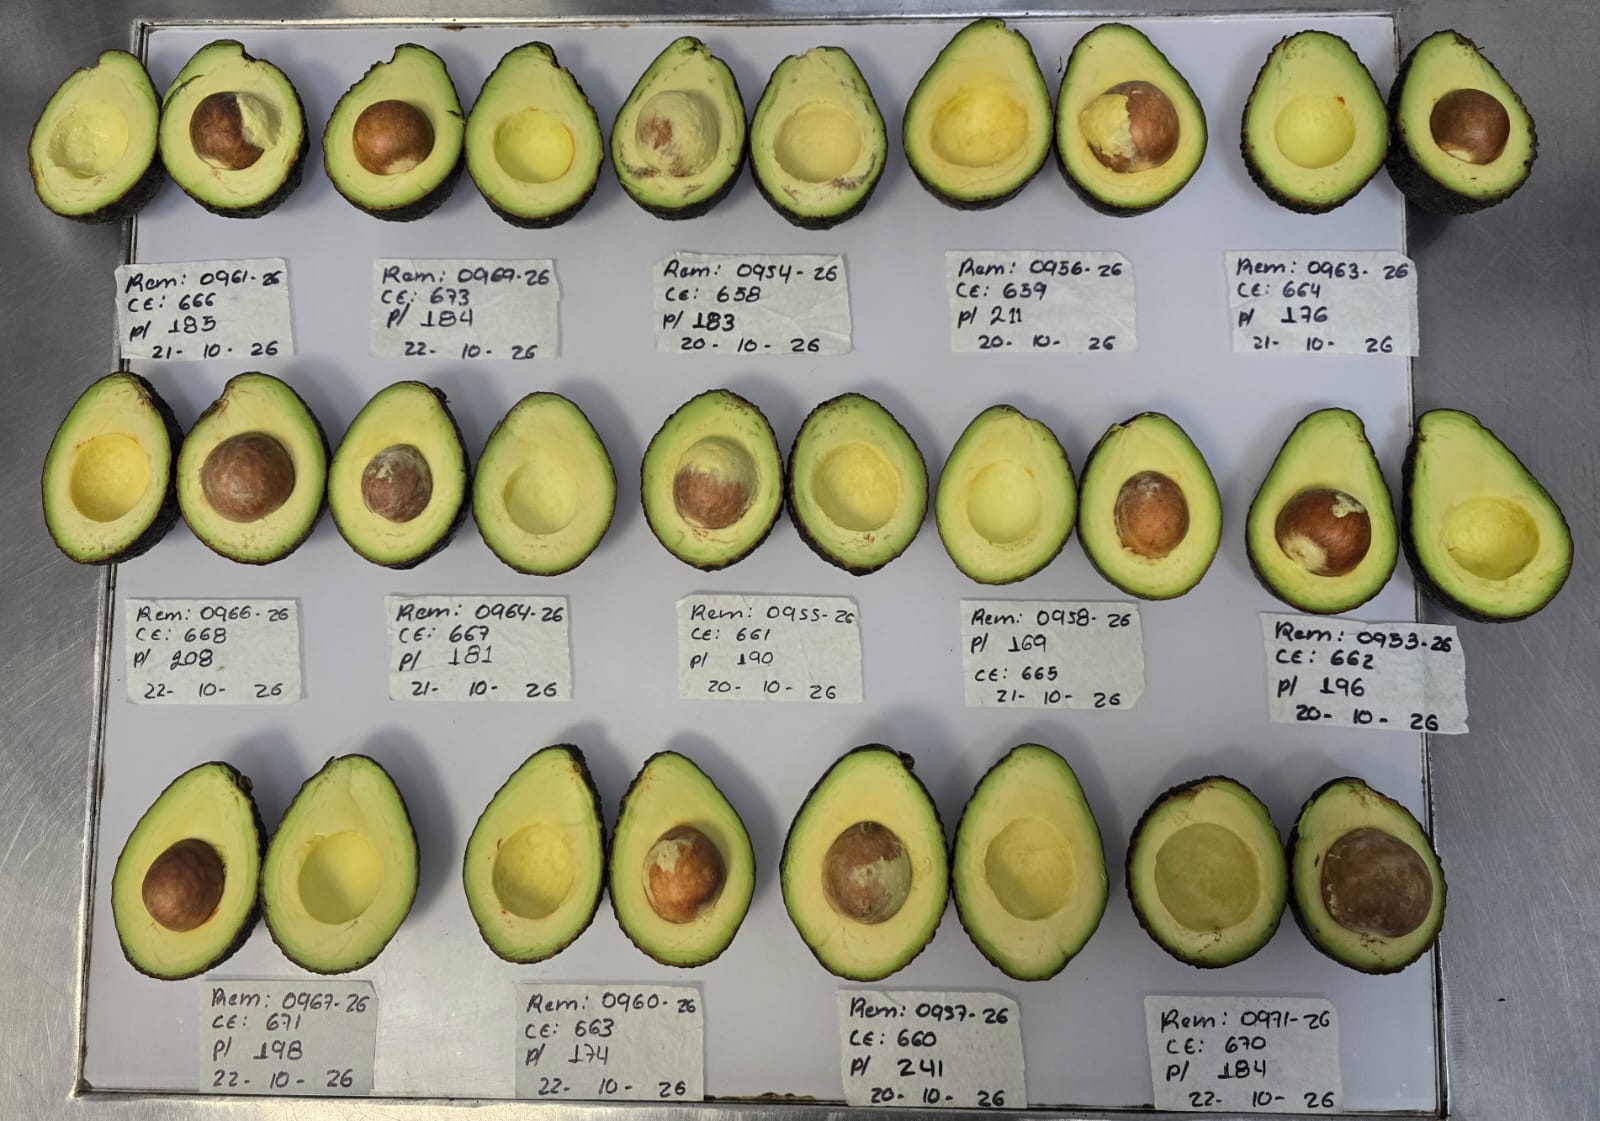 Rem: 0961-26
CE: 666
P/ 185
21- 10- 26
Rem: 0969-26
CE: 673
P/ 184
22- 10- 26
Rem: 0954-26
CE: 658
P/ 183
20- 10- 26
Rem: 0956-26
CE: 659
P/ 211
20- 10- 26
Rem: 0963-26
CE: 664
P/ 176
21- 10- 26
Rem: 0966-26
CE: 668
P/ 208
22- 10- 26
Rem: 0964-26
CE: 667
P/ 181
21- 10- 26
Rem: 0955-26
CE: 661
P/ 190
20- 10- 26
Rem: 0958-26
P/ 169
CE: 665
21- 10- 26
Rem: 0953-26
CE: 662
P/ 196
20- 10- 26
Rem: 0967-26
CE: 671
P/ 198
22- 10- 26
Rem: 0960-26
CE: 663
P/ 174
22- 10- 26
Rem: 0957-26
CE: 660
P/ 241
20- 10- 26
Rem: 0971-26
CE: 670
P/ 184
22- 10- 26